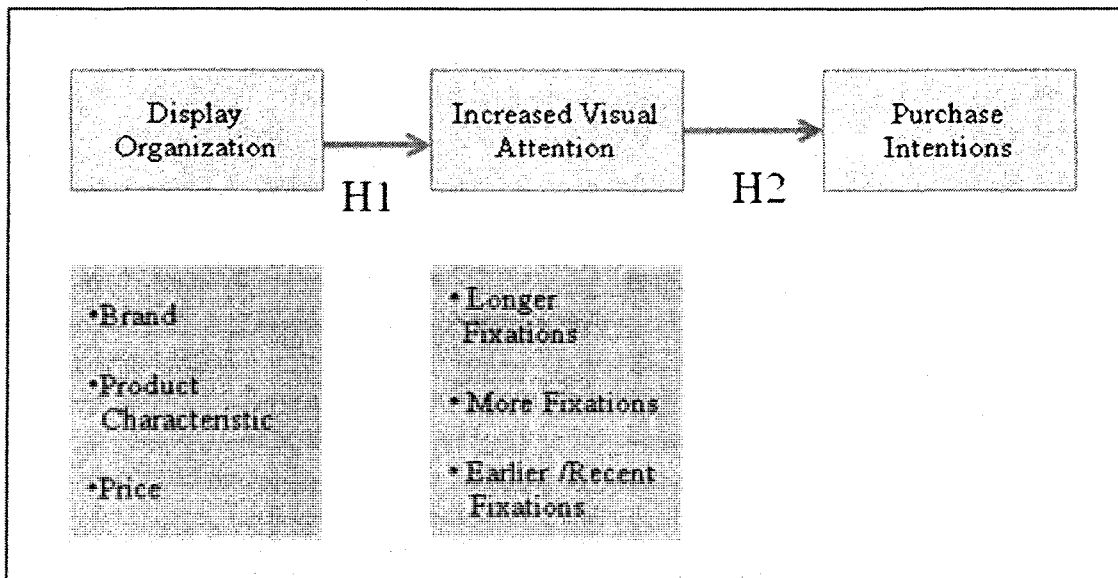 Display
Organization
Increased Visual
Attention
Purchase
Intentions
H1
H2
•Brand
•Product
Characteristic
•Price
• Longer
Fixations
• More Fixations
• Earlier /Recent
Fixations